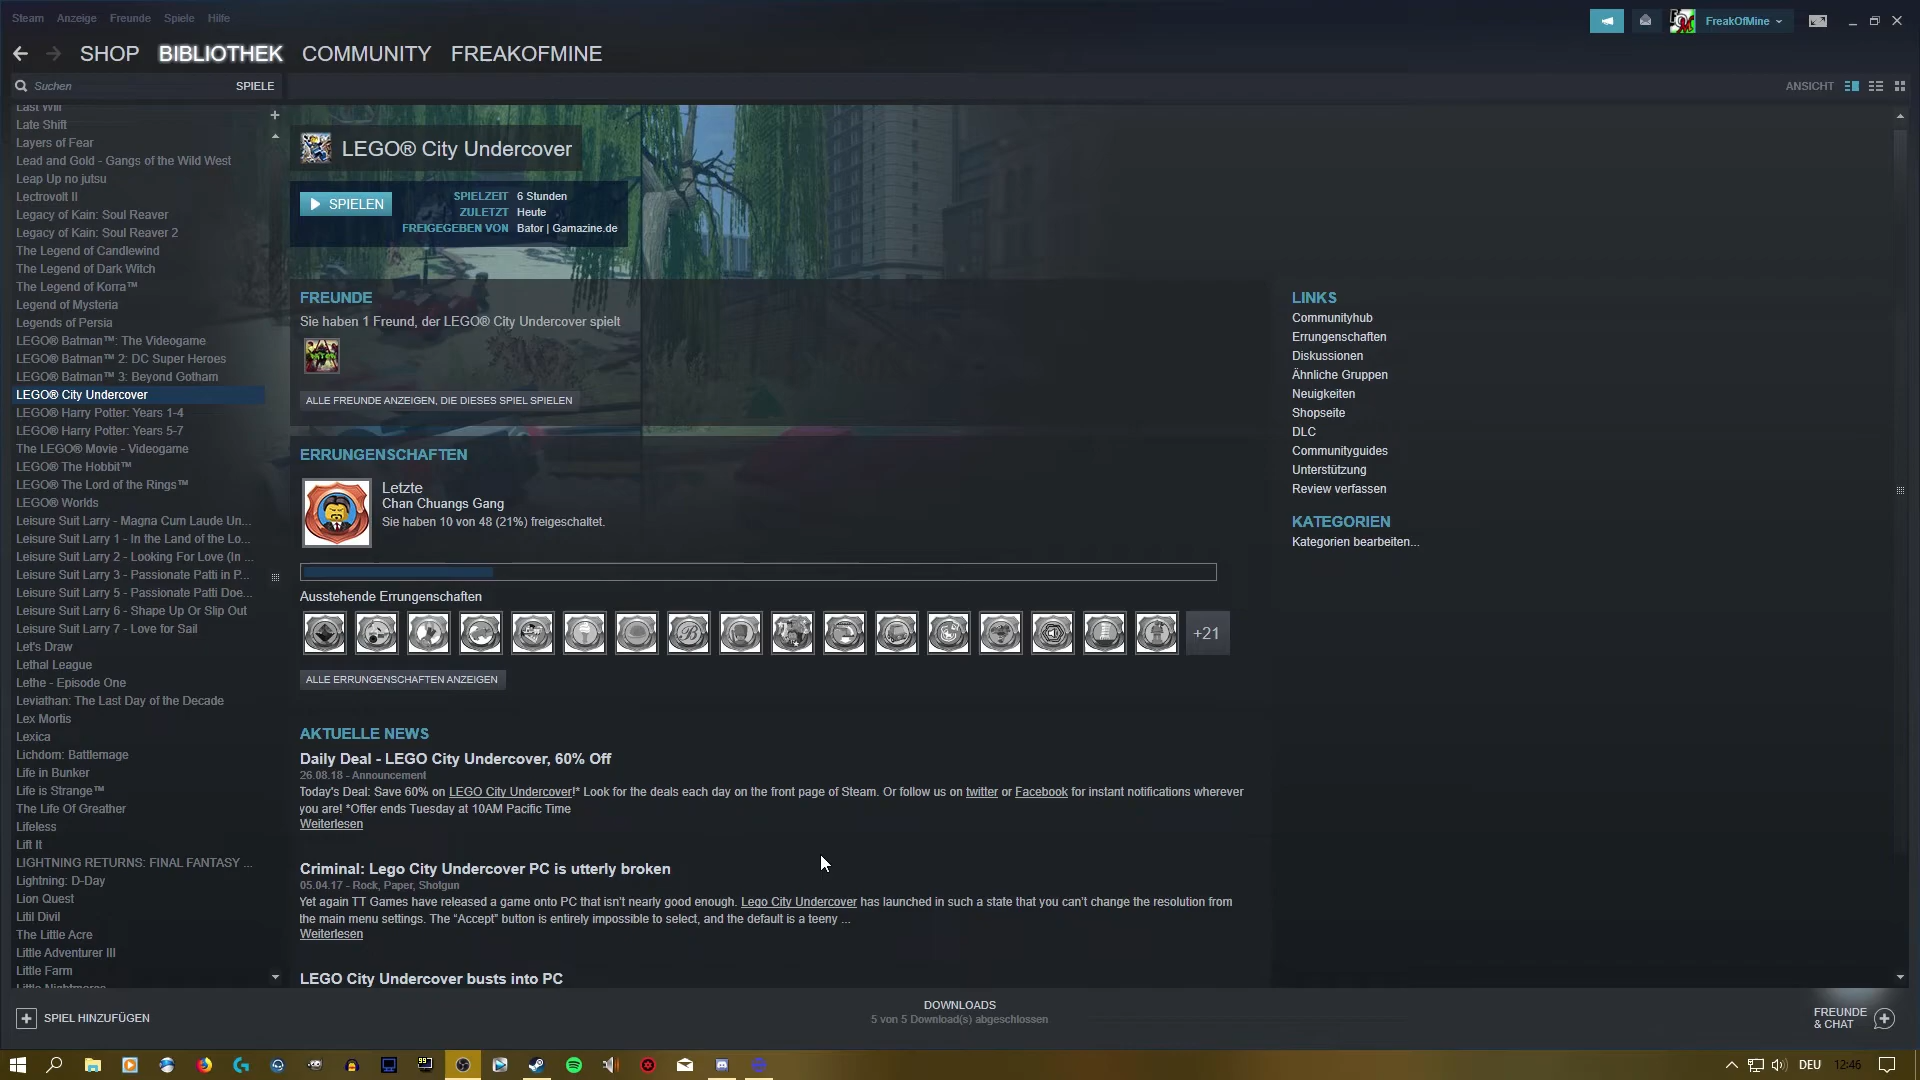 Steam Anzeige Freunde Spiele Hilfe
FreakOfMine
SHOP BIBLIOTHEK COMMUNITY FREAKOFMINE
Suchen SPIELE
ANSICHT
Last Will
Late Shift
Layers of Fear
Lead and Gold - Gangs of the Wild West
Leap Up no jutsu
Lectrovolt II
Legacy of Kain: Soul Reaver
Legacy of Kain: Soul Reaver 2
The Legend of Candlewind
The Legend of Dark Witch
The Legend of Korra™
Legend of Mysteria
Legends of Persia
LEGO® Batman™: The Videogame
LEGO® Batman™ 2: DC Super Heroes
LEGO® Batman™ 3: Beyond Gotham
LEGO® City Undercover
LEGO® Harry Potter: Years 1-4
LEGO® Harry Potter: Years 5-7
The LEGO® Movie - Videogame
LEGO® The Hobbit™
LEGO® The Lord of the Rings™
LEGO® Worlds
Leisure Suit Larry - Magna Cum Laude Un...
Leisure Suit Larry 1 - In the Land of the Lo...
Leisure Suit Larry 2 - Looking For Love (In ...
Leisure Suit Larry 3 - Passionate Patti in P...
Leisure Suit Larry 5 - Passionate Patti Doe...
Leisure Suit Larry 6 - Shape Up Or Slip Out
Leisure Suit Larry 7 - Love for Sail
Let's Draw
Lethal League
Lethe - Episode One
Leviathan: The Last Day of the Decade
Lex Mortis
Lexica
Lichdom: Battlemage
Life in Bunker
Life is Strange™
The Life Of Greather
Lifeless
Lift It
LIGHTNING RETURNS: FINAL FANTASY ...
Lightning: D-Day
Lion Quest
Litil Divil
The Little Acre
Little Adventurer III
Little Farm
Little Nightmares
LEGO® City Undercover
SPIELEN
SPIELZEIT 6 Stunden
ZULETZT Heute
FREIGEGEBEN VON Bator | Gamazine.de
FREUNDE
Sie haben 1 Freund, der LEGO® City Undercover spielt
ALLE FREUNDE ANZEIGEN, DIE DIESES SPIEL SPIELEN
ERRUNGENSCHAFTEN
Letzte
Chan Chuangs Gang
Sie haben 10 von 48 (21%) freigeschaltet.
Ausstehende Errungenschaften
+21
ALLE ERRUNGENSCHAFTEN ANZEIGEN
AKTUELLE NEWS
Daily Deal - LEGO City Undercover, 60% Off
26.08.18 - Announcement
Today's Deal: Save 60% on LEGO City Undercover!* Look for the deals each day on the front page of Steam. Or follow us on twitter or Facebook for instant notifications wherever
you are! *Offer ends Tuesday at 10AM Pacific Time
Weiterlesen
Criminal: Lego City Undercover PC is utterly broken
05.04.17 - Rock, Paper, Shotgun
Yet again TT Games have released a game onto PC that isn't nearly good enough. Lego City Undercover has launched in such a state that you can't change the resolution from
the main menu settings. The “Accept” button is entirely impossible to select, and the default is a teeny ...
Weiterlesen
LEGO City Undercover busts into PC
LINKS
Communityhub
Errungenschaften
Diskussionen
Ähnliche Gruppen
Neuigkeiten
Shopseite
DLC
Communityguides
Unterstützung
Review verfassen
KATEGORIEN
Kategorien bearbeiten...
SPIEL HINZUFÜGEN
DOWNLOADS
5 von 5 Download(s) abgeschlossen
FREUNDE
& CHAT
DEU 12:46